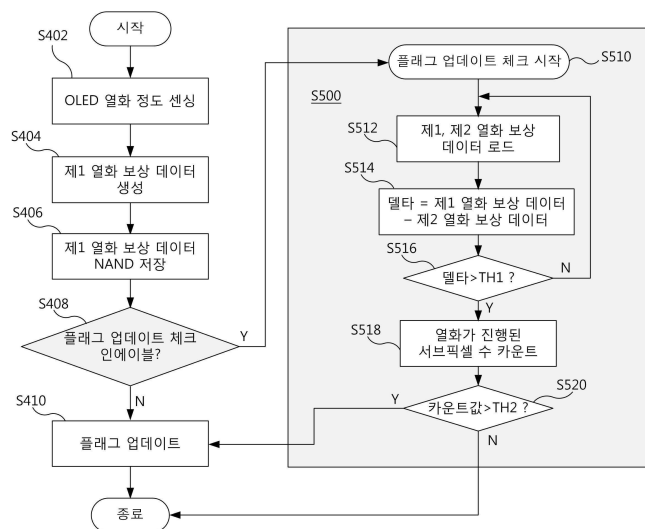 시작
S402
OLED 열화 정도 센싱
S404
제1 열화 보상 데이터
생성
S406
제1 열화 보상 데이터
NAND 저장
S408
플래그 업데이트 체크
인에이블?
Y
N
S410
플래그 업데이트
종료
S500
플래그 업데이트 체크 시작
S510
S512
제1, 제2 열화 보상
데이터 로드
S514
델타 = 제1 열화 보상 데이터
– 제2 열화 보상 데이터
S516
델타>TH1 ?
N
Y
S518
열화가 진행된
서브픽셀 수 카운트
S520
카운트값>TH2 ?
Y
N